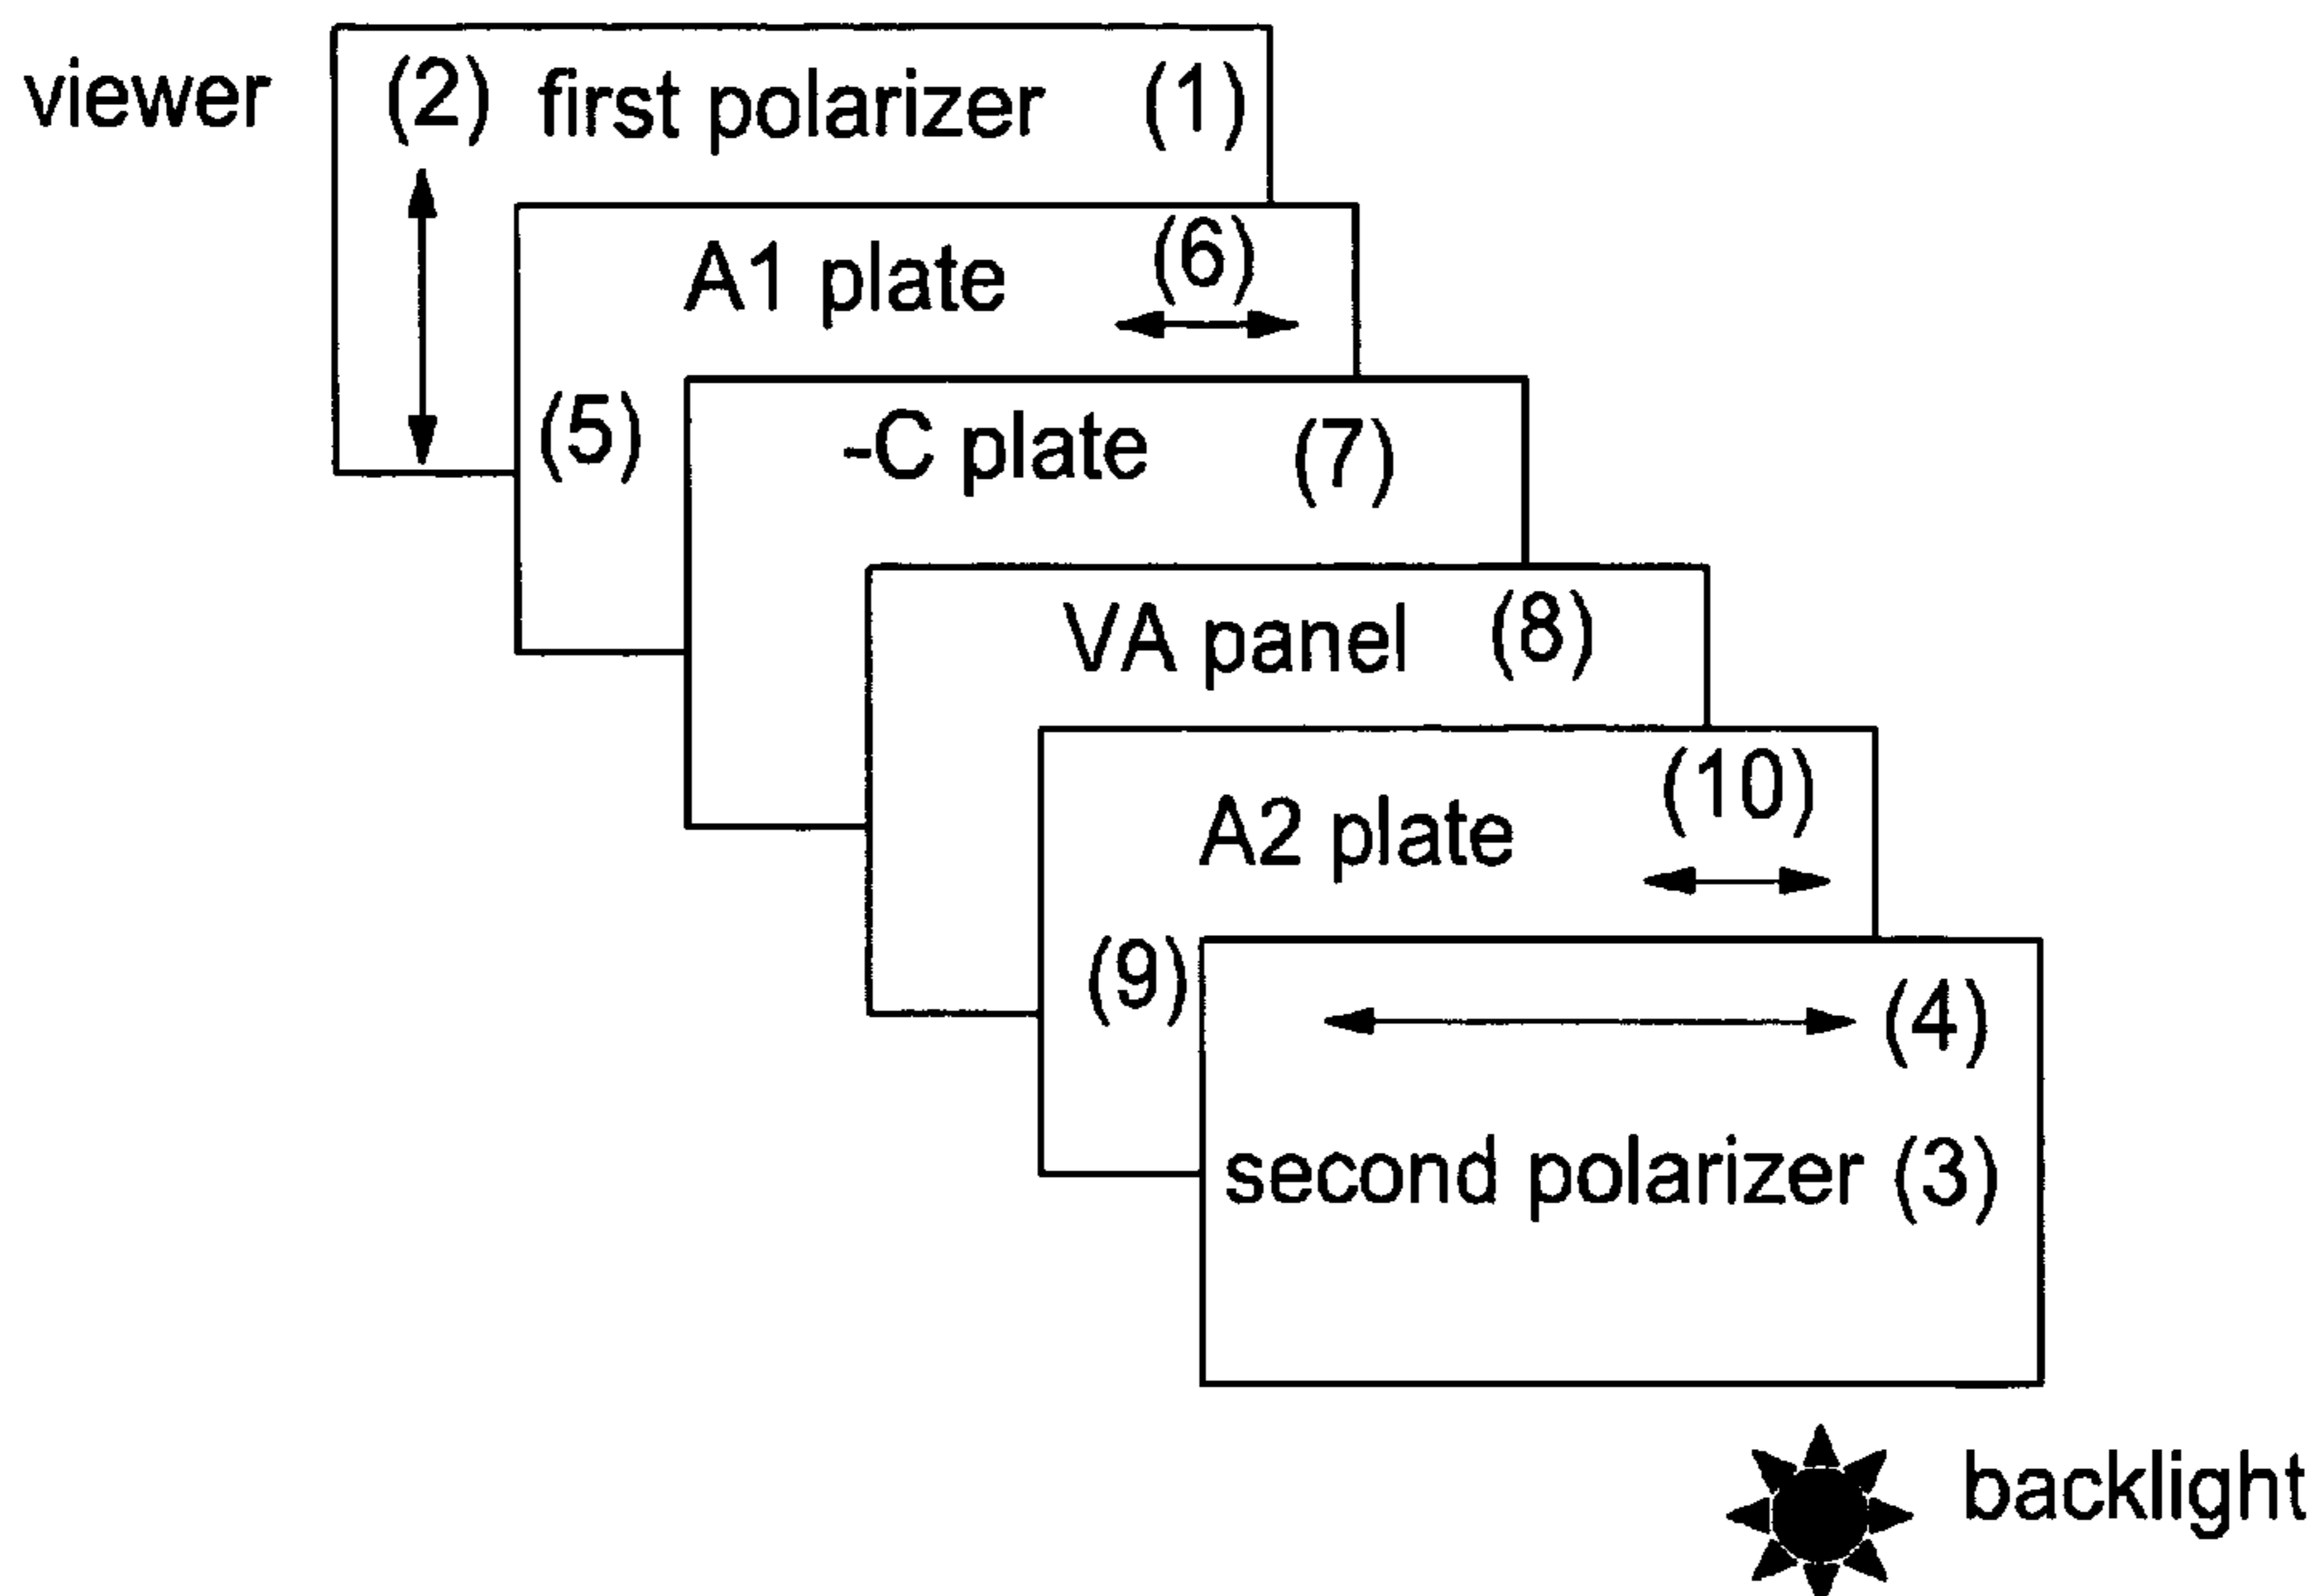 viewer
(2) first polarizer (1)
A1 plate (6)
(5)
-C plate (7)
VA panel (8)
(10)
A2 plate
(9)
(4)
second polarizer (3)
backlight